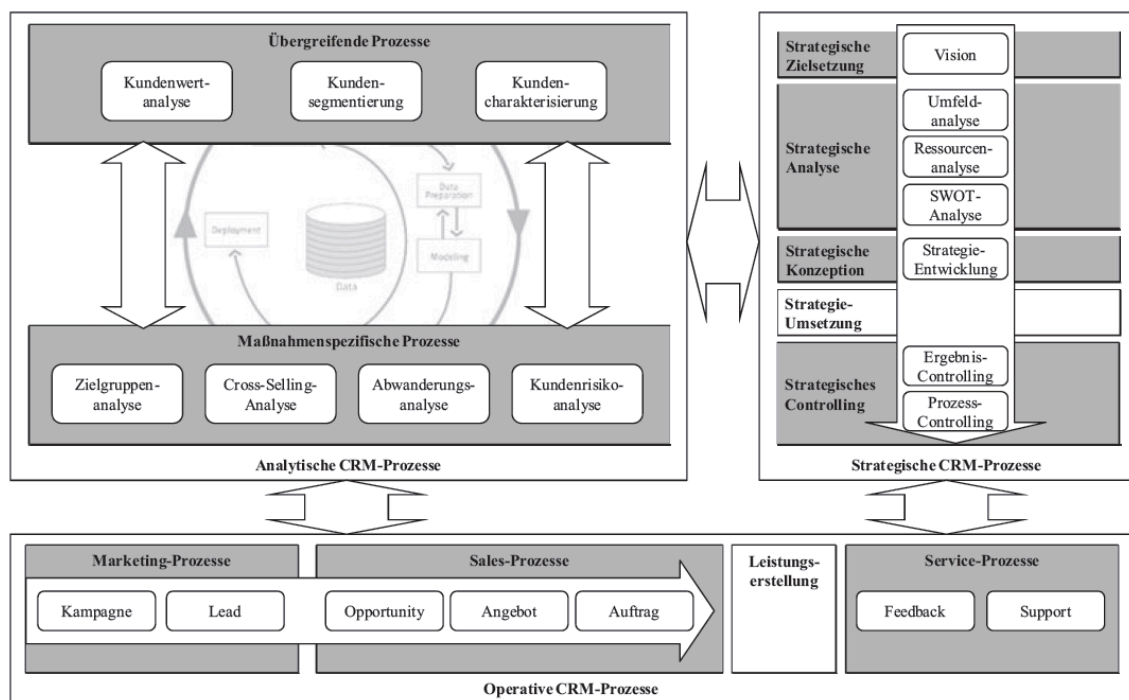 Übergreifende Prozesse
Kundenwert-
analyse
Kunden-
segmentierung
Kunden-
charakterisierung
Data
Preparation
Deployment
Modeling
Data
Maßnahmenspezifische Prozesse
Zielgruppen-
analyse
Cross-Selling-
Analyse
Abwanderungs-
analyse
Kundenrisiko-
analyse
Analytische CRM-Prozesse
Strategische
Zielsetzung
Vision
Strategische
Analyse
Umfeld-
analyse
Ressourcen-
analyse
SWOT-
Analyse
Strategische
Konzeption
Strategie-
Entwicklung
Strategie-
Umsetzung
Strategisches
Controlling
Ergebnis-
Controlling
Prozess-
Controlling
Strategische CRM-Prozesse
Marketing-Prozesse
Kampagne
Lead
Sales-Prozesse
Opportunity
Angebot
Auftrag
Leistungs-
erstellung
Service-Prozesse
Feedback
Support
Operative CRM-Prozesse